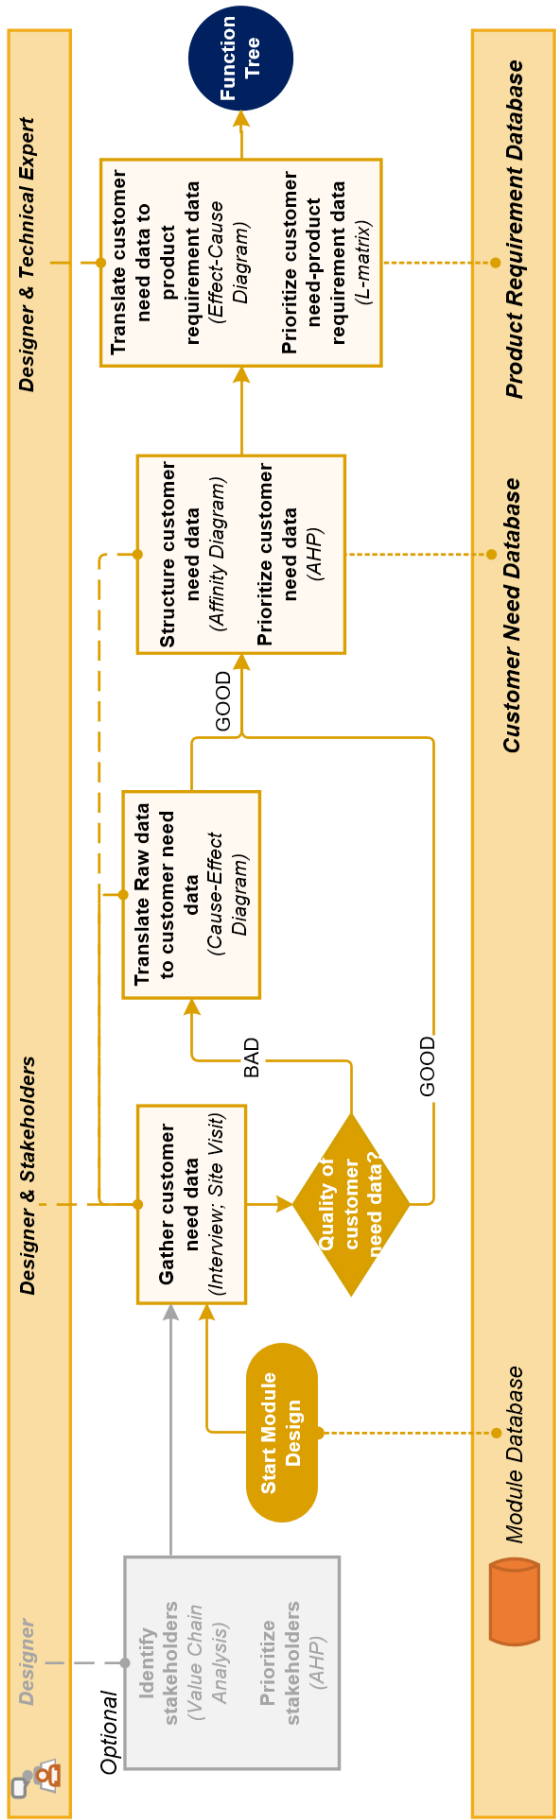 Designer
Designer & Stakeholders
Designer & Technical Expert
Optional
Identify
stakeholders
(Value Chain
Analysis)
Prioritize
stakeholders
(AHP)
Start Module
Design
Gather customer
need data
(Interview; Site Visit)
Quality of
customer
need data?
BAD
GOOD
Translate Raw data
to customer need
data
(Cause-Effect
Diagram)
GOOD
Structure customer
need data
(Affinity Diagram)
Prioritize customer
need data
(AHP)
Translate customer
need data to
product
requirement data
(Effect-Cause
Diagram)
Prioritize customer
need-product
requirement data
(L-matrix)
Function
Tree
Module Database
Customer Need Database
Product Requirement Database